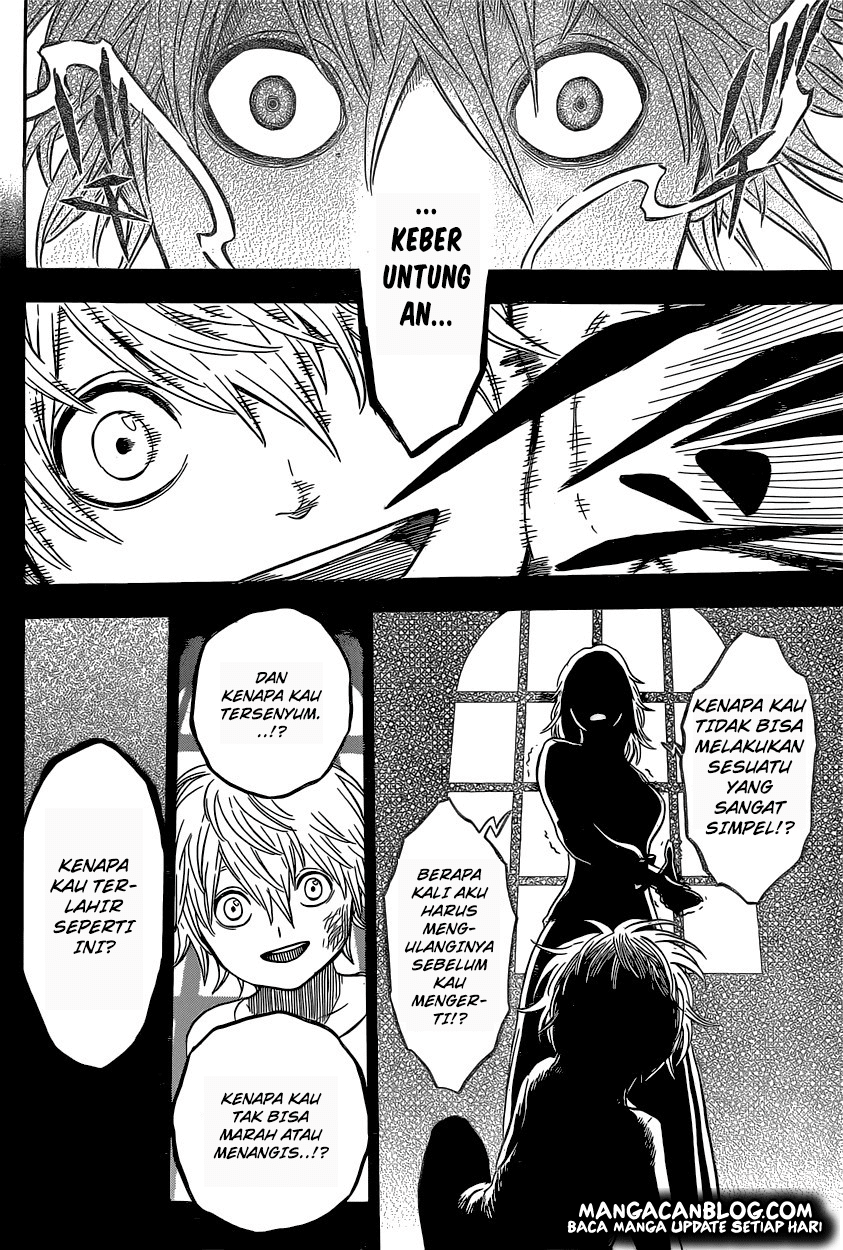 ...
KEBER
UNTUNG
AN...
KENAPA KAU
TIDAK BISA
MELAKUKAN
SESUATU
YANG
SANGAT
SIMPEL!?
BERAPA
KALI AKU
HARUS
MENG-
ULANGINYA
SEBELUM
KAU
MENGER-
TI!?
DAN
KENAPA KAU
TERSENYUM.
..!?
KENAPA KAU
TAK BISA
MARAH ATAU
MENANGIS..!?
KENAPA
KAU TER-
LAHIR
SEPERTI
INI?
MANGACANBLOG.COM
BACA MANGA UPDATE SETIAP HARI